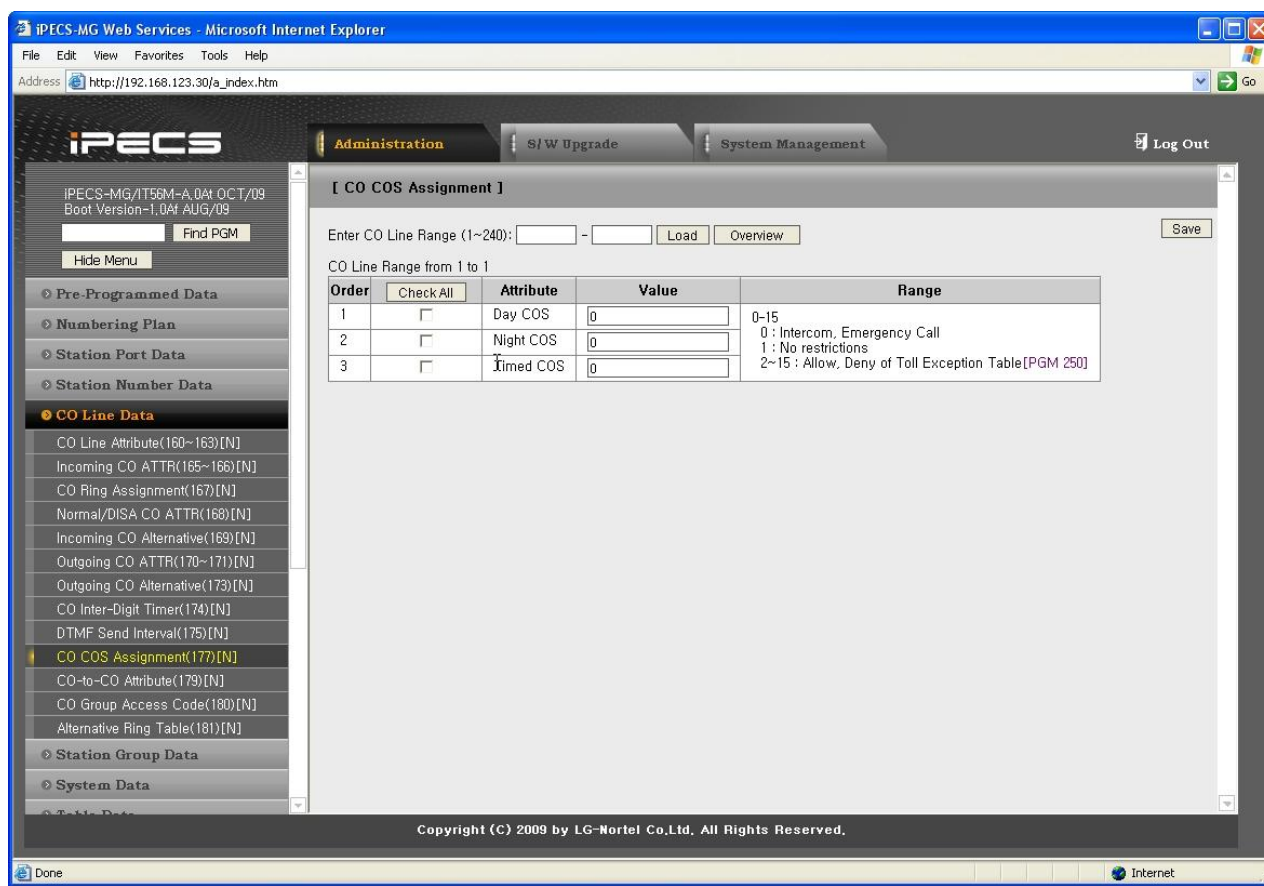 iPECS-MG Web Services - Microsoft Internet Explorer
File Edit View Favorites Tools Help
Address http://192.168.123.30/a_index.htm Go
iPECS
Administration S/W Upgrade System Management Log Out
iPECS-MG/IT56M-A,0At OCT/09
Boot Version-1,0Af AUG/09
Find PGM
Hide Menu
Pre-Programmed Data
Numbering Plan
Station Port Data
Station Number Data
CO Line Data
CO Line Attribute(160~163)[N]
Incoming CO ATTR(165~166)[N]
CO Ring Assignment(167)[N]
Normal/DISA CO ATTR(168)[N]
Incoming CO Alternative(169)[N]
Outgoing CO ATTR(170~171)[N]
Outgoing CO Alternative(173)[N]
CO Inter-Digit Timer(174)[N]
DTMF Send Interval(175)[N]
CO COS Assignment(177)[N]
CO-to-CO Attribute(179)[N]
CO Group Access Code(180)[N]
Alternative Ring Table(181)[N]
Station Group Data
System Data
[ CO COS Assignment ]
Enter CO Line Range (1~240): - Load Overview Save
CO Line Range from 1 to 1
Order Check All Attribute Value Range
1 Day COS 0
2 Night COS 0
3 Timed COS 0
0-15
0 : Intercom, Emergency Call
1 : No restrictions
2~15 : Allow, Deny of Toll Exception Table[PGM 250]
Copyright (C) 2009 by LG-Nortel Co,Ltd, All Rights Reserved,
Done Internet